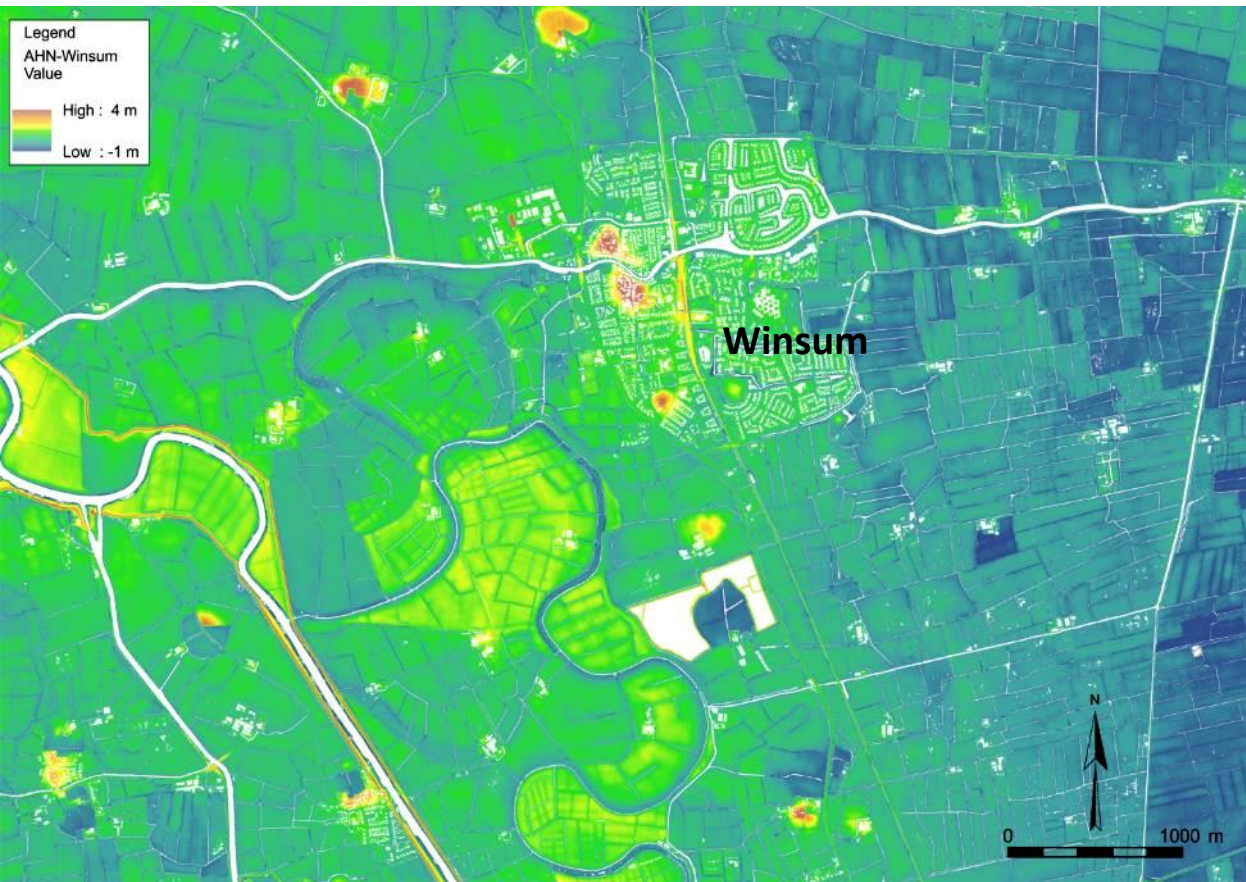 Legend
AHN-Winsum
Value
High : 4 m
Low : -1 m
Winsum
N
0 1000 m